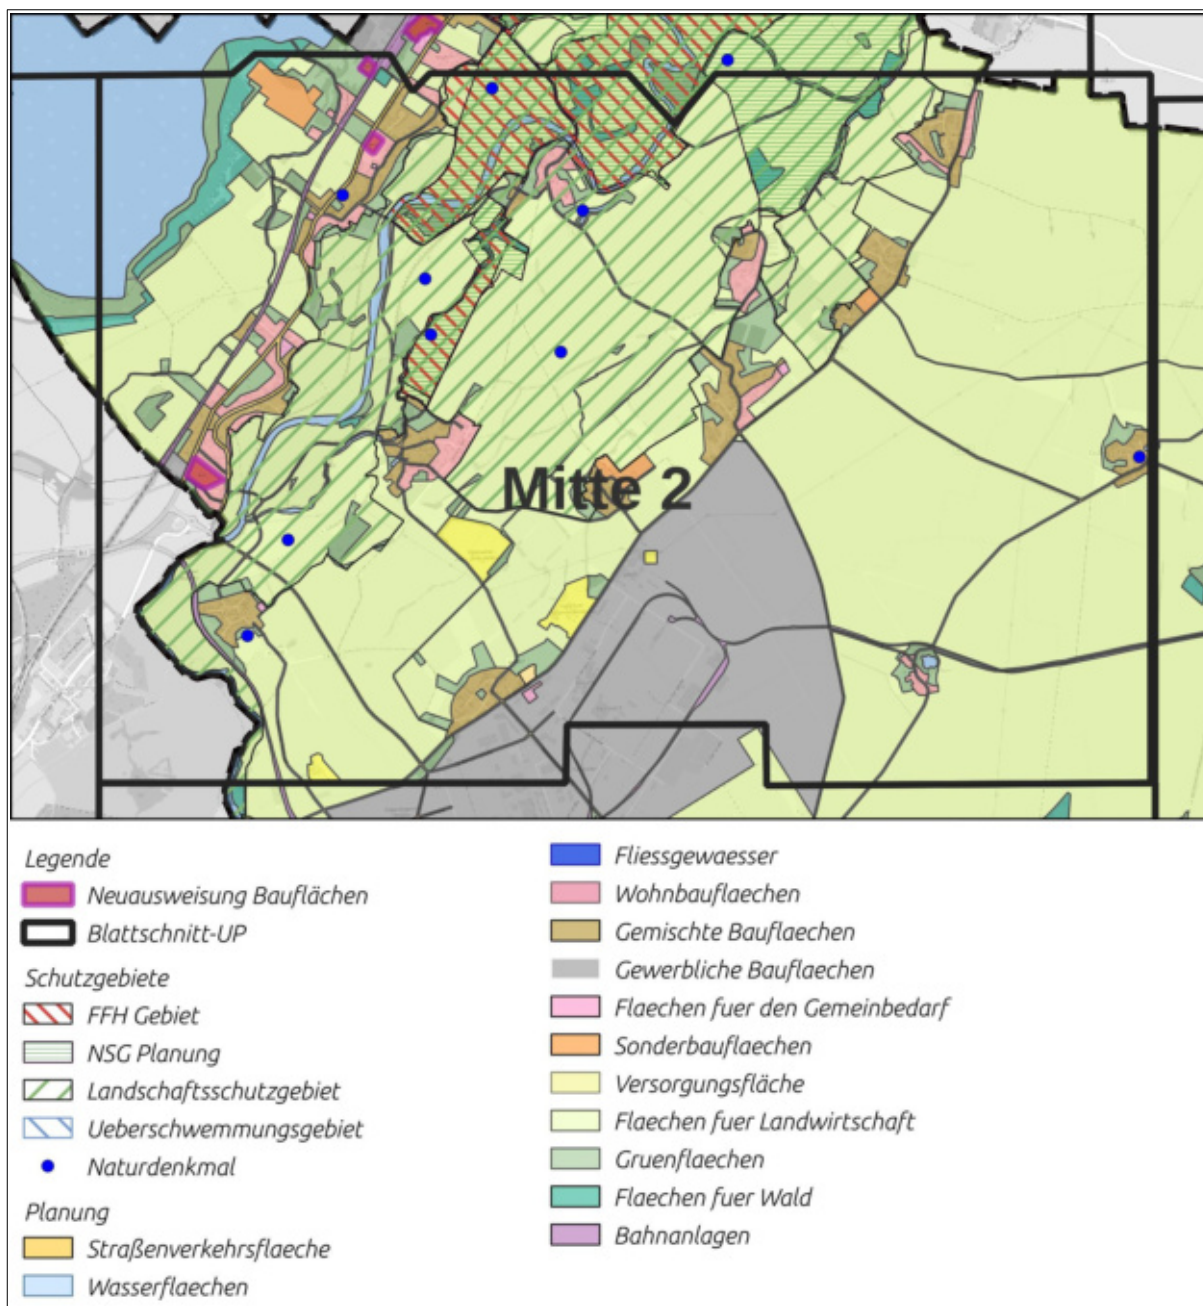 Mitte 2
Legende
Neuausweisung Bauflächen
Blattschnitt-UP
Schutzgebiete
FFH Gebiet
NSG Planung
Landschaftsschutzgebiet
Ueberschwemmungsgebiet
Naturdenkmal
Planung
Straßenverkehrsflaeche
Wasserflaechen
Fliessgewaesser
Wohnbauflaechen
Gemischte Bauflaechen
Gewerbliche Bauflaechen
Flaechen fuer den Gemeinbedarf
Sonderbauflaechen
Versorgungsfläche
Flaechen fuer Landwirtschaft
Gruenflaechen
Flaechen fuer Wald
Bahnanlagen